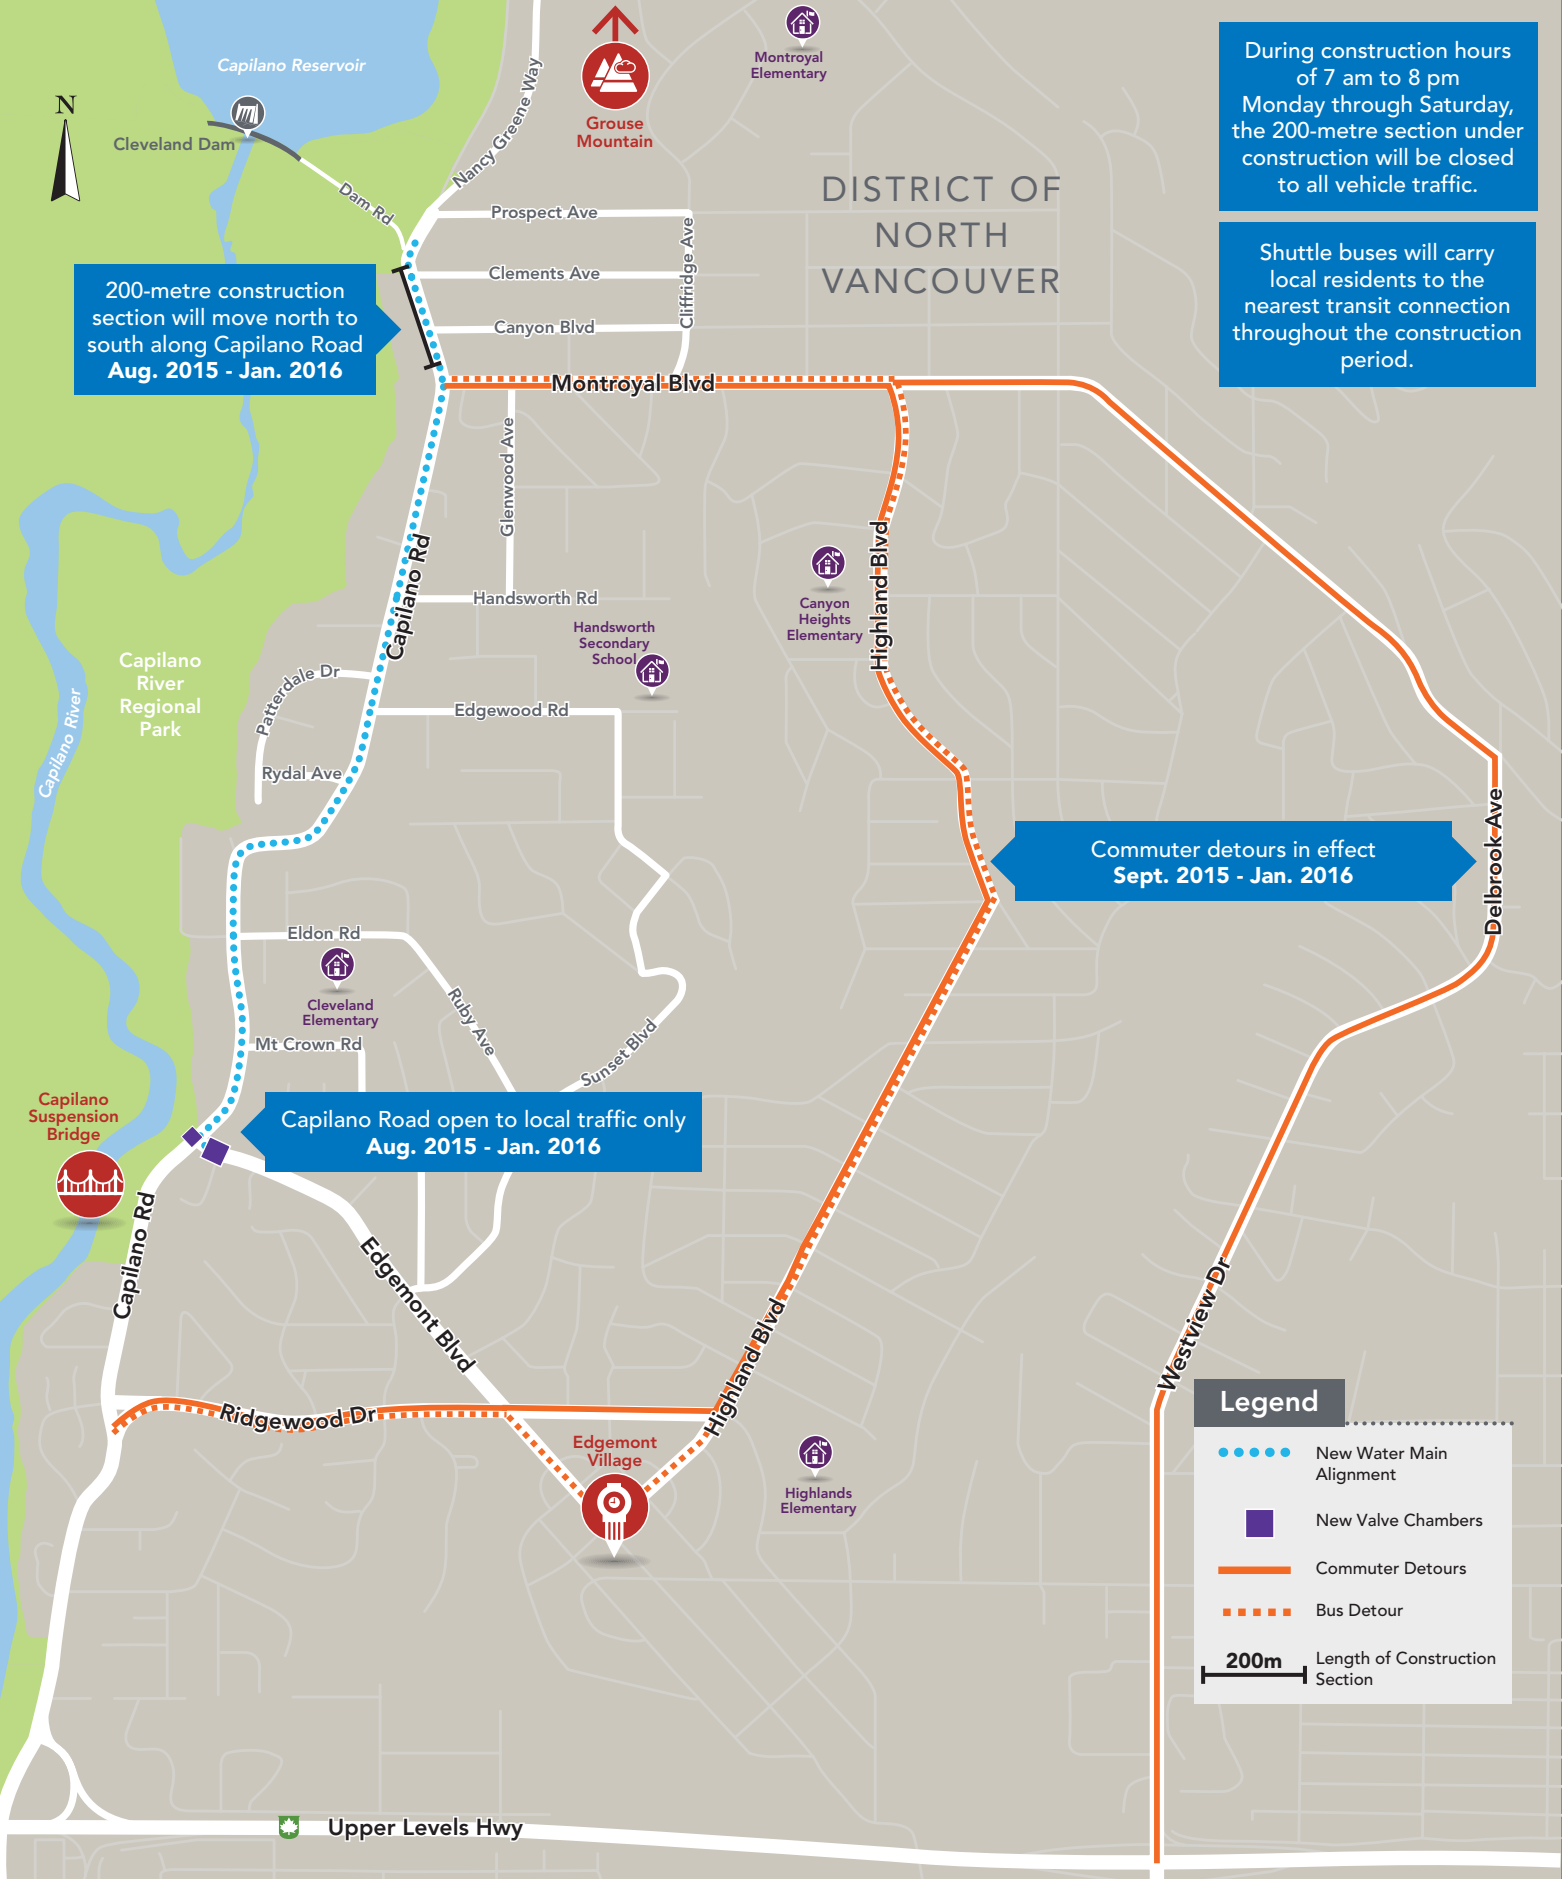 Capilano Reservoir
N
Cleveland Dam
Dam Rd
Nancy Greene Way
Grouse
Mountain
Montroyal
Elementary
During construction hours
of 7 am to 8 pm
Monday through Saturday,
the 200-metre section under
construction will be closed
to all vehicle traffic.
DISTRICT OF
NORTH
VANCOUVER
Shuttle buses will carry
local residents to the
nearest transit connection
throughout the construction
period.
Prospect Ave
Clements Ave
Cliffridge Ave
Canyon Blvd
200-metre construction
section will move north to
south along Capilano Road
Aug. 2015 - Jan. 2016
Montroyal Blvd
Glenwood Ave
Capilano Rd
Highland Blvd
Handsworth Rd
Handsworth
Secondary
School
Canyon
Heights
Elementary
Capilano
River
Regional
Park
Capilano River
Patterdale Dr
Edgewood Rd
Rydal Ave
Commuter detours in effect
Sept. 2015 - Jan. 2016
Delbrook Ave
Eldon Rd
Cleveland
Elementary
Ruby Ave
Mt Crown Rd
Sunset Blvd
Capilano
Suspension
Bridge
Capilano Road open to local traffic only
Aug. 2015 - Jan. 2016
Capilano Rd
Edgemont Blvd
Highland Blvd
Westview Dr
Ridgewood Dr
Edgemont
Village
Highlands
Elementary
Legend
New Water Main
Alignment
New Valve Chambers
Commuter Detours
Bus Detour
200m
Length of Construction
Section
Upper Levels Hwy